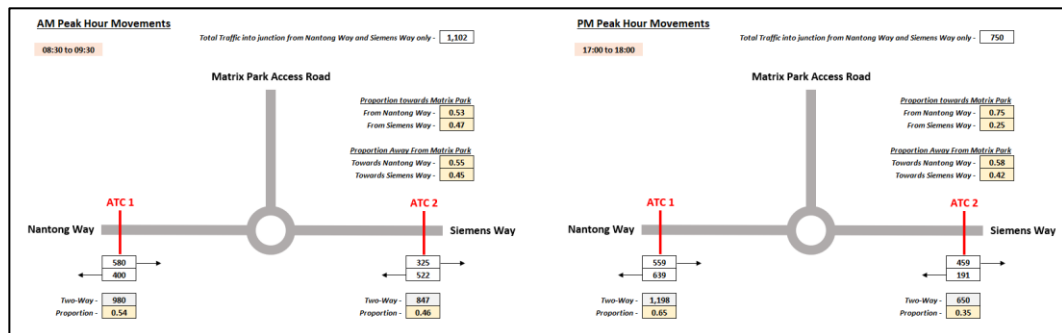 AM Peak Hour Movements
Total Traffic into junction from Nantong Way and Siemens Way only - 1,102
08:30 to 09:30
Matrix Park Access Road
Proportion towards Matrix Park
From Nantong Way - 0.53
From Siemens Way - 0.47
Proportion Away From Matrix Park
Towards Nantong Way - 0.55
Towards Siemens Way - 0.45
ATC 1
ATC 2
Nantong Way
Siemens Way
580
400
325
522
Two-Way - 980
Proportion - 0.54
Two-Way - 847
Proportion - 0.46
PM Peak Hour Movements
Total Traffic into junction from Nantong Way and Siemens Way only - 750
17:00 to 18:00
Matrix Park Access Road
Proportion towards Matrix Park
From Nantong Way - 0.75
From Siemens Way - 0.25
Proportion Away From Matrix Park
Towards Nantong Way - 0.58
Towards Siemens Way - 0.42
ATC 1
ATC 2
Nantong Way
Siemens Way
559
639
459
191
Two-Way - 1,198
Proportion - 0.65
Two-Way - 650
Proportion - 0.35